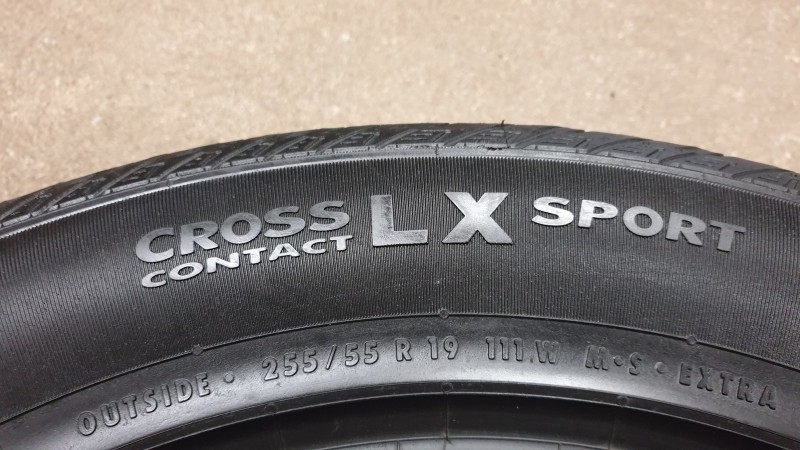 CROSS
CONTACT
LX
SPORT
OUTSIDE • 255/55 R 19 111 W M•S • EXTRA